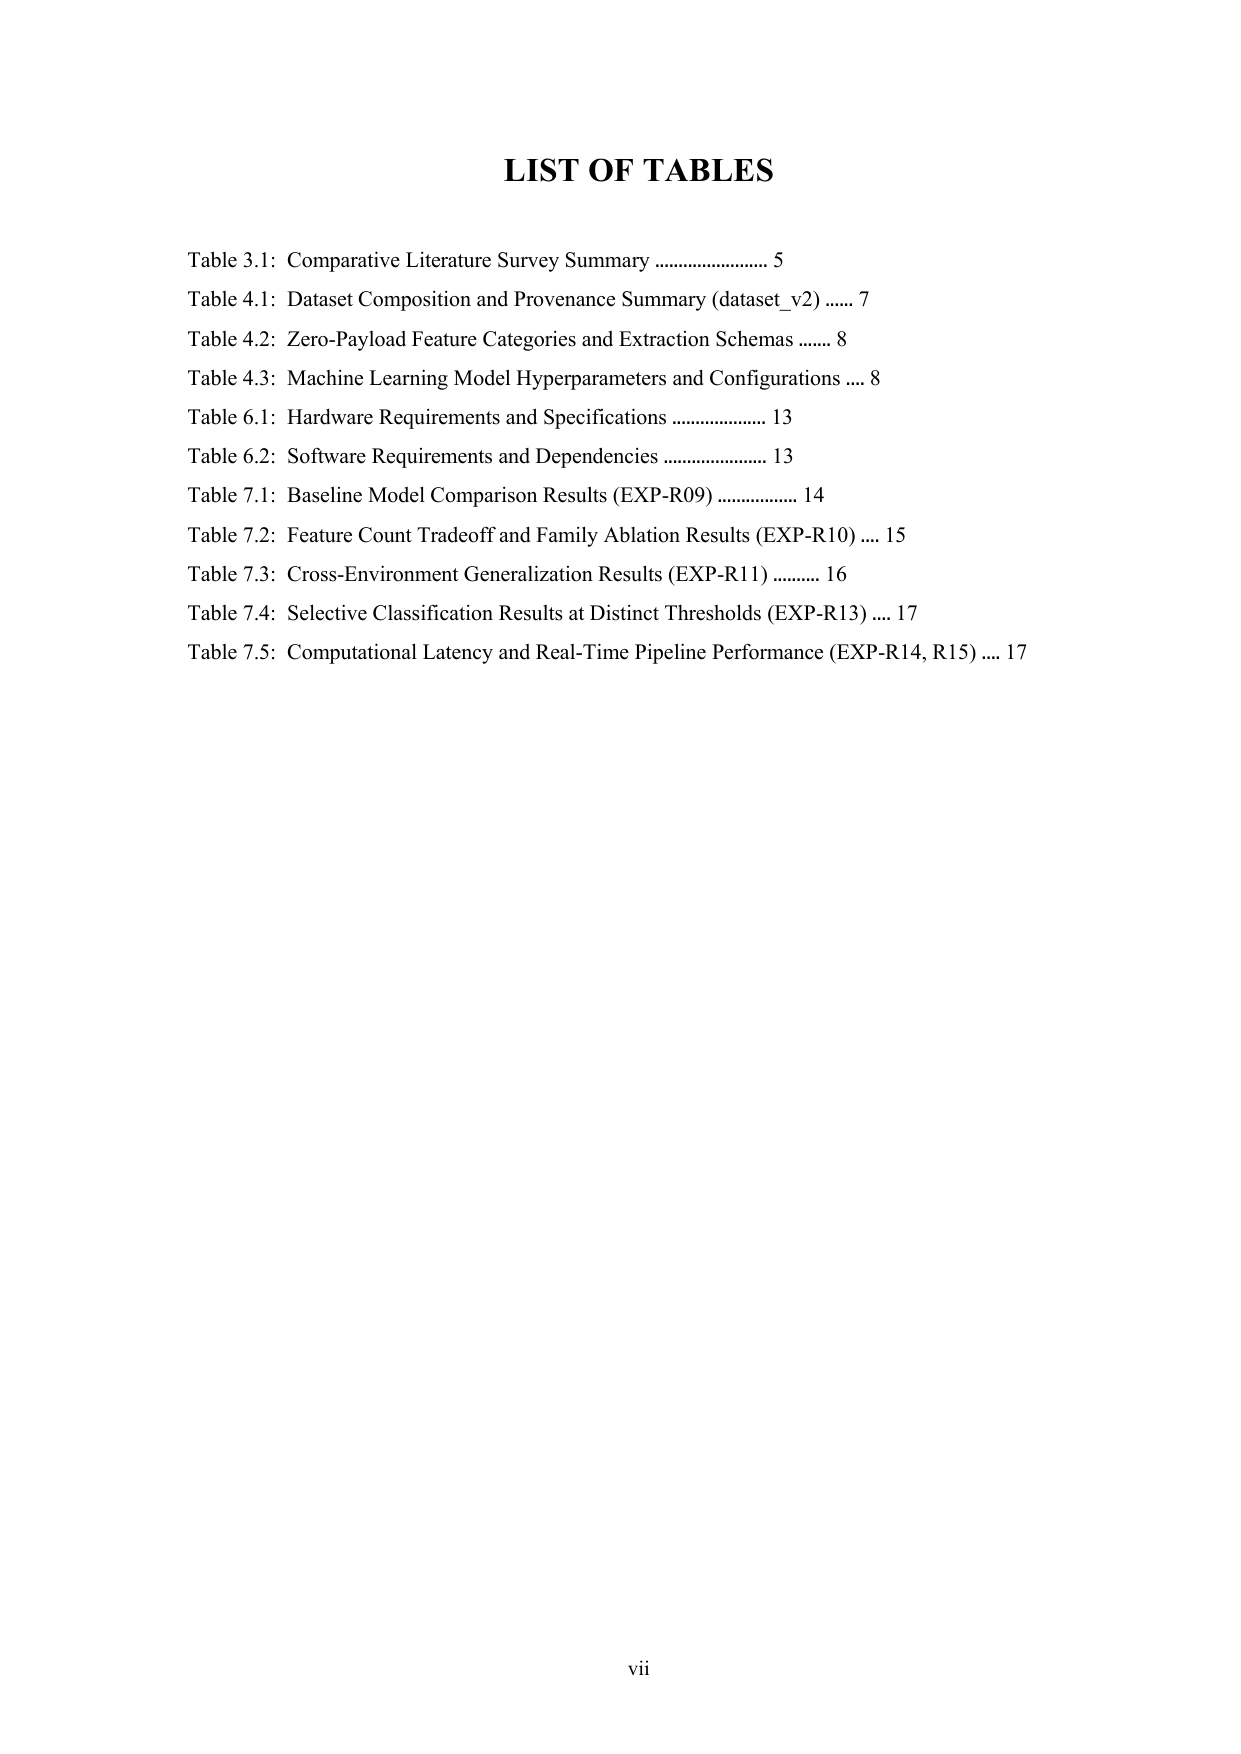 LIST OF TABLES
Table 3.1: Comparative Literature Survey Summary ........................ 5
Table 4.1: Dataset Composition and Provenance Summary (dataset_v2) ...... 7
Table 4.2: Zero-Payload Feature Categories and Extraction Schemas ....... 8
Table 4.3: Machine Learning Model Hyperparameters and Configurations .... 8
Table 6.1: Hardware Requirements and Specifications .................... 13
Table 6.2: Software Requirements and Dependencies ...................... 13
Table 7.1: Baseline Model Comparison Results (EXP-R09) ................. 14
Table 7.2: Feature Count Tradeoff and Family Ablation Results (EXP-R10) .... 15
Table 7.3: Cross-Environment Generalization Results (EXP-R11) .......... 16
Table 7.4: Selective Classification Results at Distinct Thresholds (EXP-R13) .... 17
Table 7.5: Computational Latency and Real-Time Pipeline Performance (EXP-R14, R15) .... 17
vii